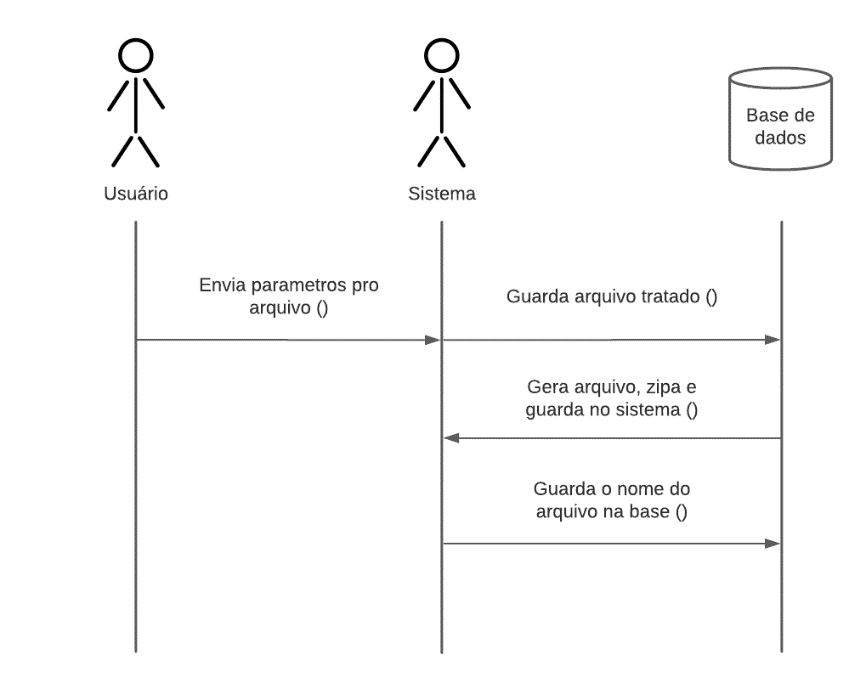 Base de
dados
Usuário
Sistema
Envia parametros pro
arquivo ()
Guarda arquivo tratado ()
Gera arquivo, zipa e
guarda no sistema ()
Guarda o nome do
arquivo na base ()